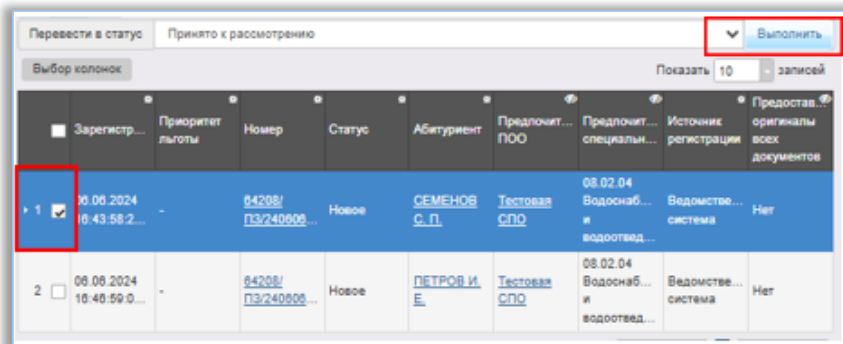 Перевести в статус Принято к рассмотрению Выполнить
Выбор колонок Показать 10 записей
Зарегистр... Приоритет льготы Номер Статус Абитуриент Предпочит... ПОО Предпочит... специальн... Источник регистрации Предостав... оригиналы всех документов
1 06.06.2024 16:43:58:2... - 64208/ПЗ/240606... Новое СЕМЕНОВ С. П. Тестовая СПО 08.02.04 Водоснаб... и водоотвед... Ведомстве... система Нет
2 06.06.2024 16:46:59:0... - 64208/ПЗ/240606... Новое ПЕТРОВ И. Е. Тестовая СПО 08.02.04 Водоснаб... и водоотвед... Ведомстве... система Нет